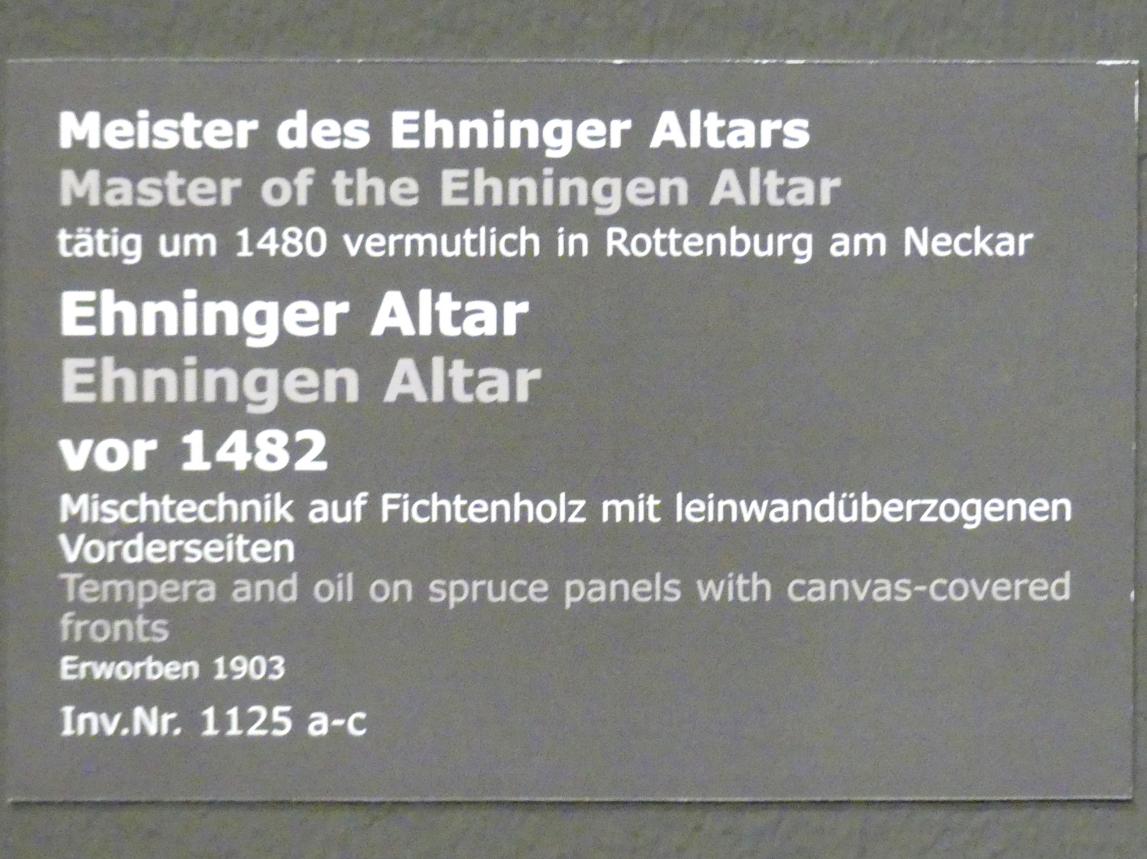 Meister des Ehninger Altars
Master of the Ehningen Altar
tätig um 1480 vermutlich in Rottenburg am Neckar
Ehninger Altar
Ehningen Altar
vor 1482
Mischtechnik auf Fichtenholz mit leinwandüberzogenen
Vorderseiten
Tempera and oil on spruce panels with canvas-covered
fronts
Erworben 1903
Inv.Nr. 1125 a-c